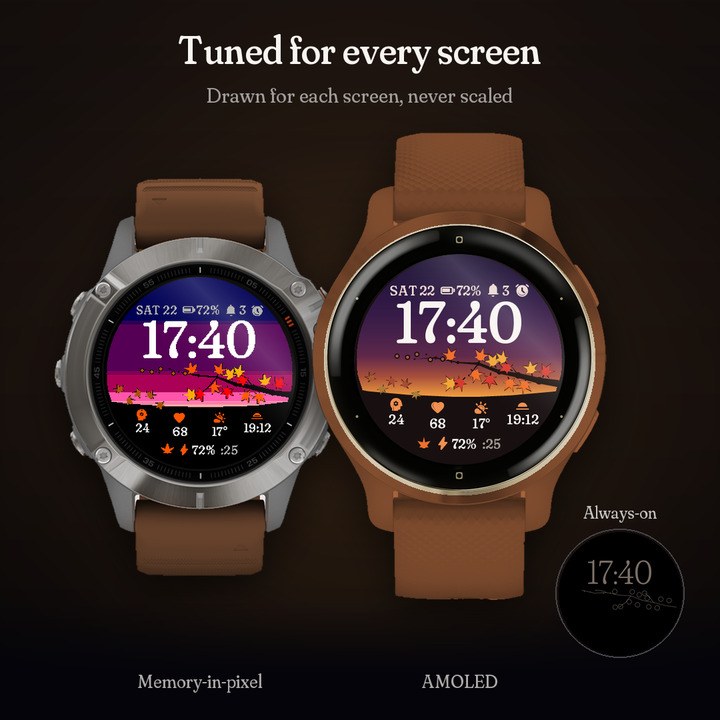 Tuned for every screen
Drawn for each screen, never scaled
SAT 22 72% 3
17:40
24 68 17° 19:12
72% :25
SAT 22 72% 3
17:40
24 68 17° 19:12
72% :25
Always-on
17:40
Memory-in-pixel
AMOLED